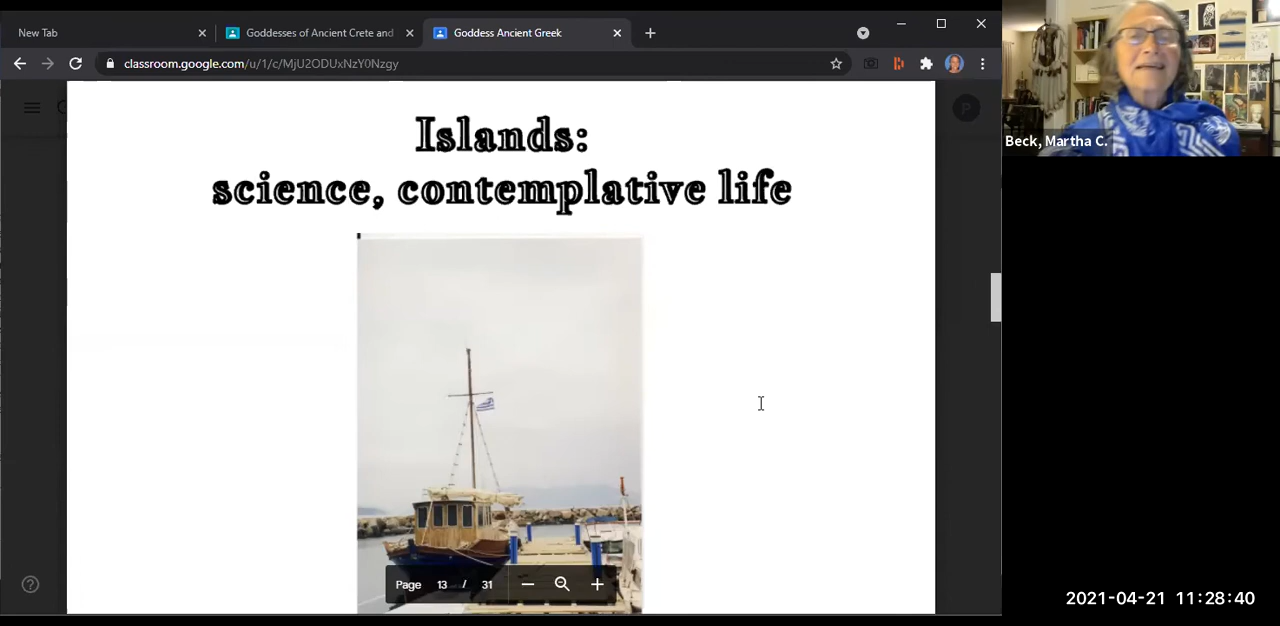 New Tab
Goddesses of Ancient Crete and
Goddess Ancient Greek
classroom.google.com/u/1/c/MjU2ODUxNzY0Nzgy
Beck, Martha C.
Islands:
science, contemplative life
Page 13 / 31
2021-04-21 11:28:40